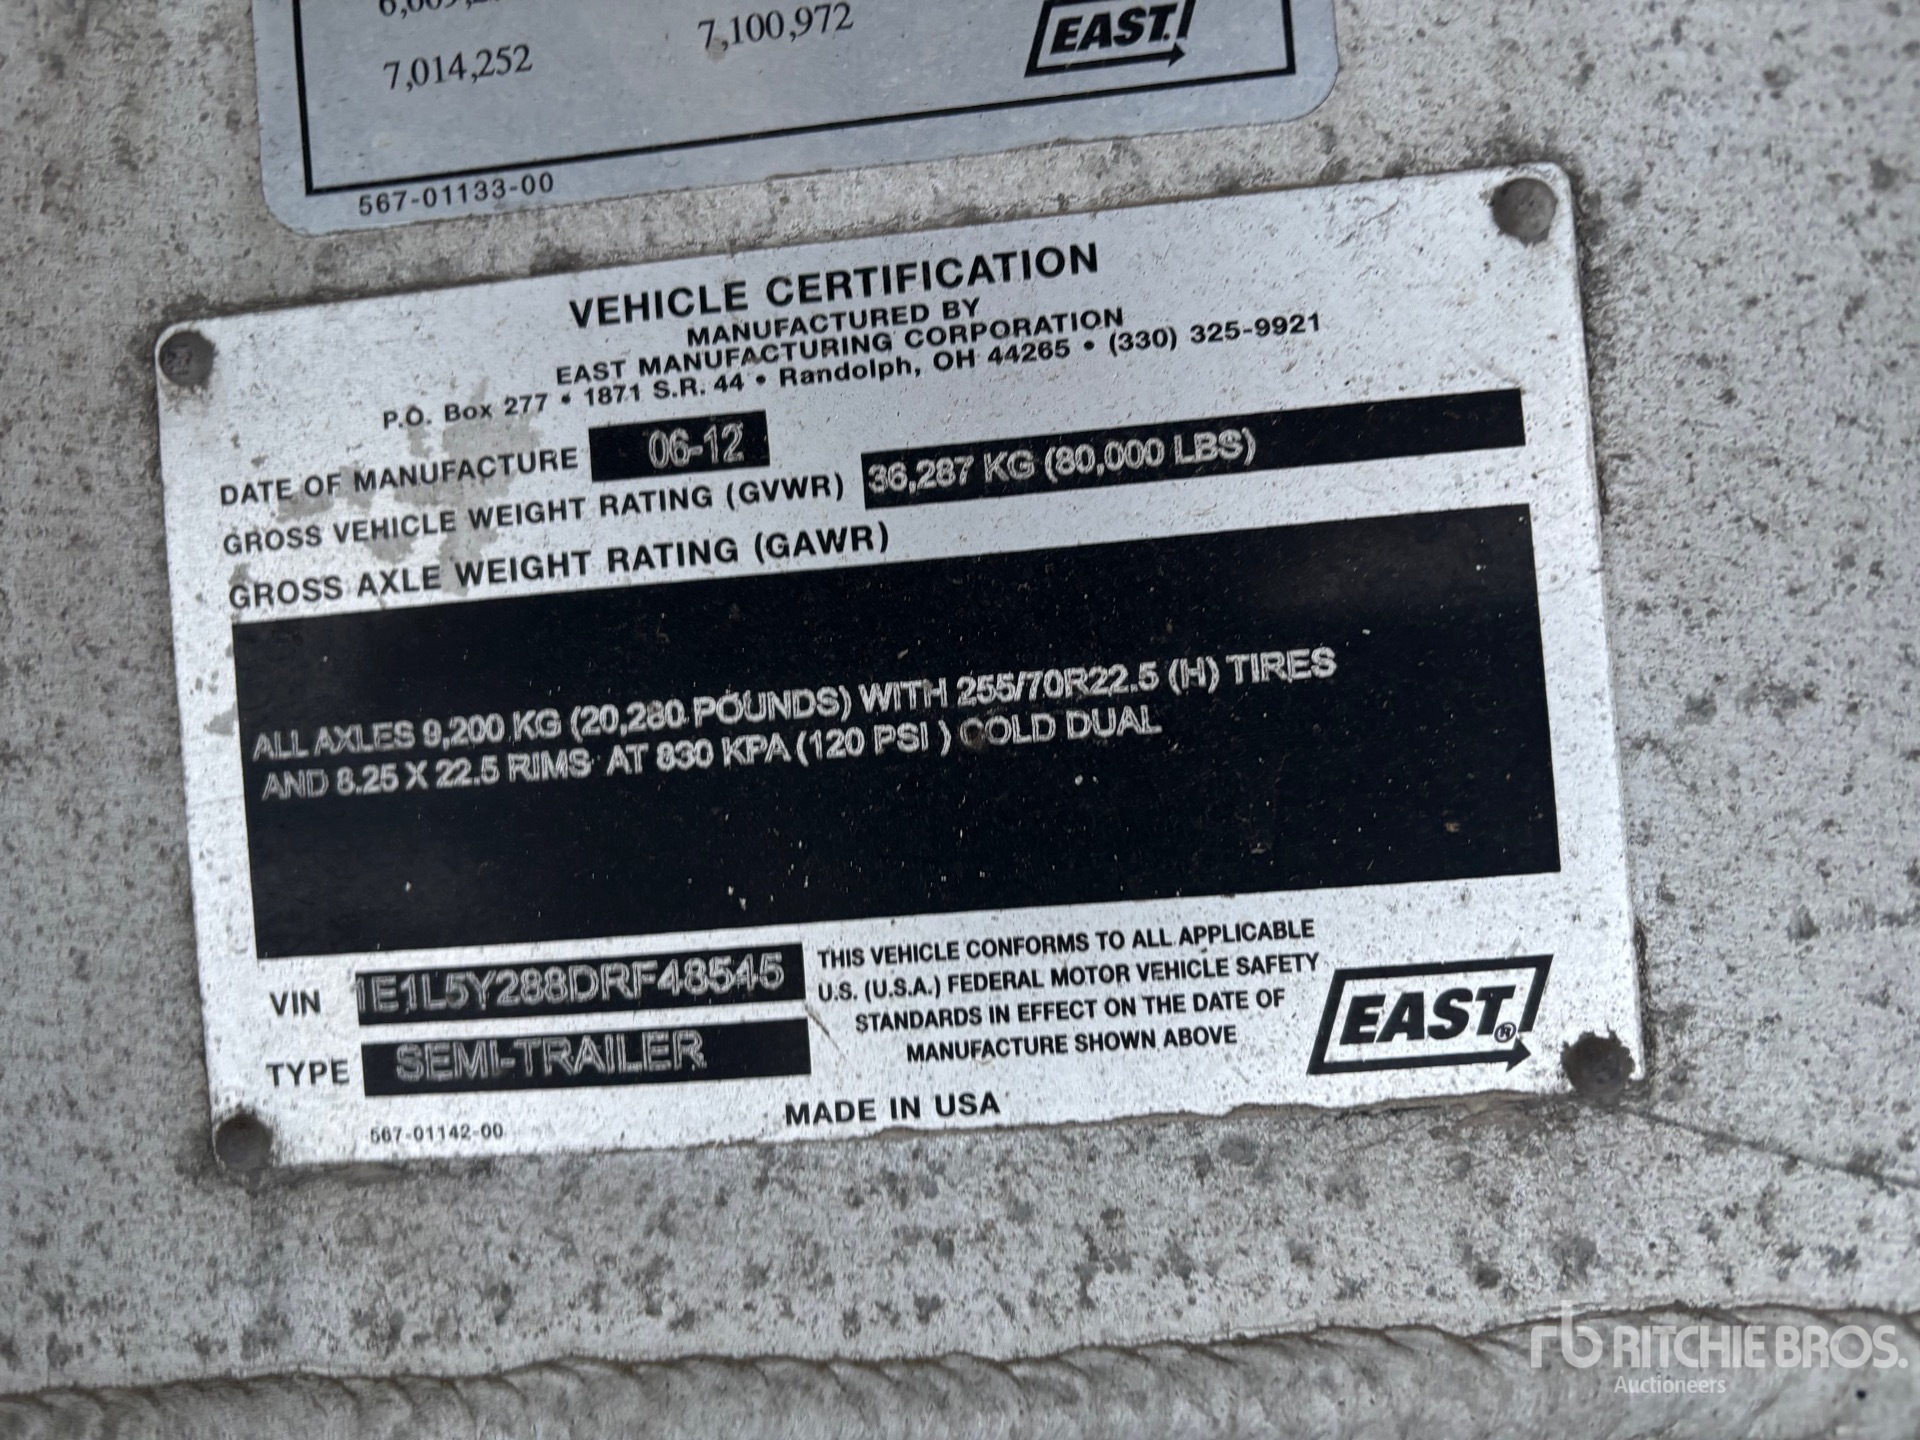 7,014,252
7,100,972
EAST.
567-01133-00
VEHICLE CERTIFICATION
MANUFACTURED BY
EAST MANUFACTURING CORPORATION
P.O. Box 277 • 1871 S.R. 44 • Randolph, OH 44265 • (330) 325-9921
DATE OF MANUFACTURE 06-12
GROSS VEHICLE WEIGHT RATING (GVWR) 36,287 KG (80,000 LBS)
GROSS AXLE WEIGHT RATING (GAWR)
ALL AXLES 9,200 KG (20,280 POUNDS) WITH 255/70R22.5 (H) TIRES
AND 8.25 X 22.5 RIMS AT 830 KPA (120 PSI ) COLD DUAL
VIN 1E1L5Y288DRF48545
TYPE SEMI-TRAILER
THIS VEHICLE CONFORMS TO ALL APPLICABLE
U.S. (U.S.A.) FEDERAL MOTOR VEHICLE SAFETY
STANDARDS IN EFFECT ON THE DATE OF
MANUFACTURE SHOWN ABOVE
EAST®
MADE IN USA
567-01142-00
rb RITCHIE BROS.
Auctioneers